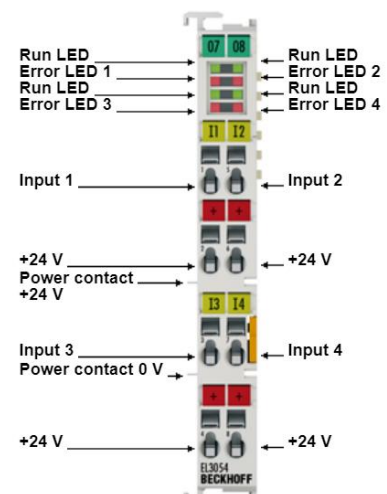 07 08
Run LED Run LED
Error LED 1 Error LED 2
Run LED Run LED
Error LED 3 Error LED 4
I1 I2
Input 1 Input 2
+ +
+24 V +24 V
Power contact
+24 V
I3 I4
Input 3 Input 4
Power contact 0 V
+ +
+24 V +24 V
EL3054
BECKHOFF